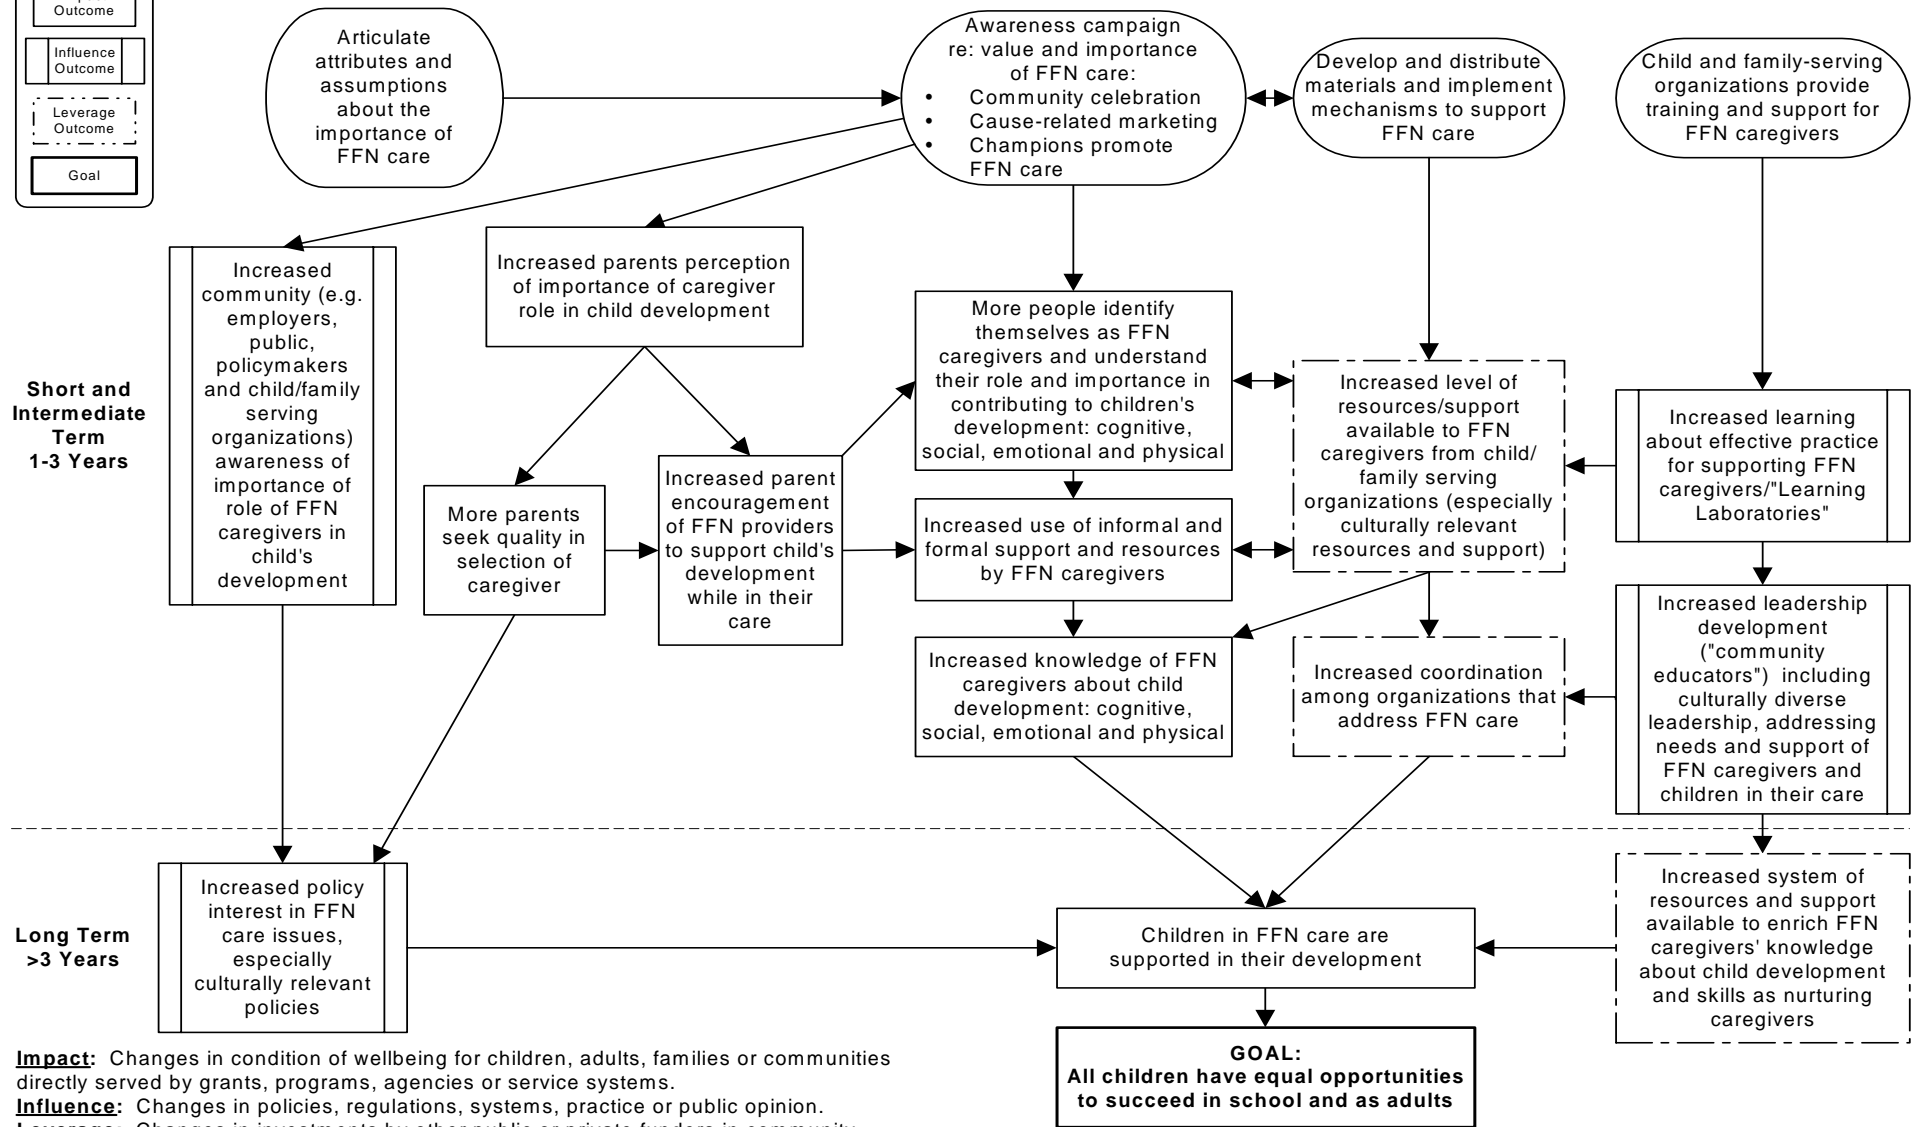 Outcome
Influence
Outcome
Leverage
Outcome
Goal
Articulate
attributes and
assumptions
about the
importance of
FFN care
Awareness campaign
re: value and importance
of FFN care:
• Community celebration
• Cause-related marketing
• Champions promote
FFN care
Develop and distribute
materials and implement
mechanisms to support
FFN care
Child and family-serving
organizations provide
training and support for
FFN caregivers
Short and
Intermediate
Term
1-3 Years
Increased
community (e.g.
employers,
public,
policymakers
and child/family
serving
organizations)
awareness of
importance of
role of FFN
caregivers in
child's
development
Increased parents perception
of importance of caregiver
role in child development
More parents
seek quality in
selection of
caregiver
Increased parent
encouragement
of FFN providers
to support child's
development
while in their
care
More people identify
themselves as FFN
caregivers and understand
their role and importance in
contributing to children's
development: cognitive,
social, emotional and physical
Increased use of informal and
formal support and resources
by FFN caregivers
Increased knowledge of FFN
caregivers about child
development: cognitive,
social, emotional and physical
Increased level of
resources/support
available to FFN
caregivers from child/
family serving
organizations (especially
culturally relevant
resources and support)
Increased coordination
among organizations that
address FFN care
Increased learning
about effective practice
for supporting FFN
caregivers/"Learning
Laboratories"
Increased leadership
development
("community
educators") including
culturally diverse
leadership, addressing
needs and support of
FFN caregivers and
children in their care
Long Term
>3 Years
Increased policy
interest in FFN
care issues,
especially
culturally relevant
policies
Children in FFN care are
supported in their development
Increased system of
resources and support
available to enrich FFN
caregivers' knowledge
about child development
and skills as nurturing
caregivers
GOAL:
All children have equal opportunities
to succeed in school and as adults
Impact: Changes in condition of wellbeing for children, adults, families or communities
directly served by grants, programs, agencies or service systems.
Influence: Changes in policies, regulations, systems, practice or public opinion.
Leverage: Changes in investments by other public or private funders in community